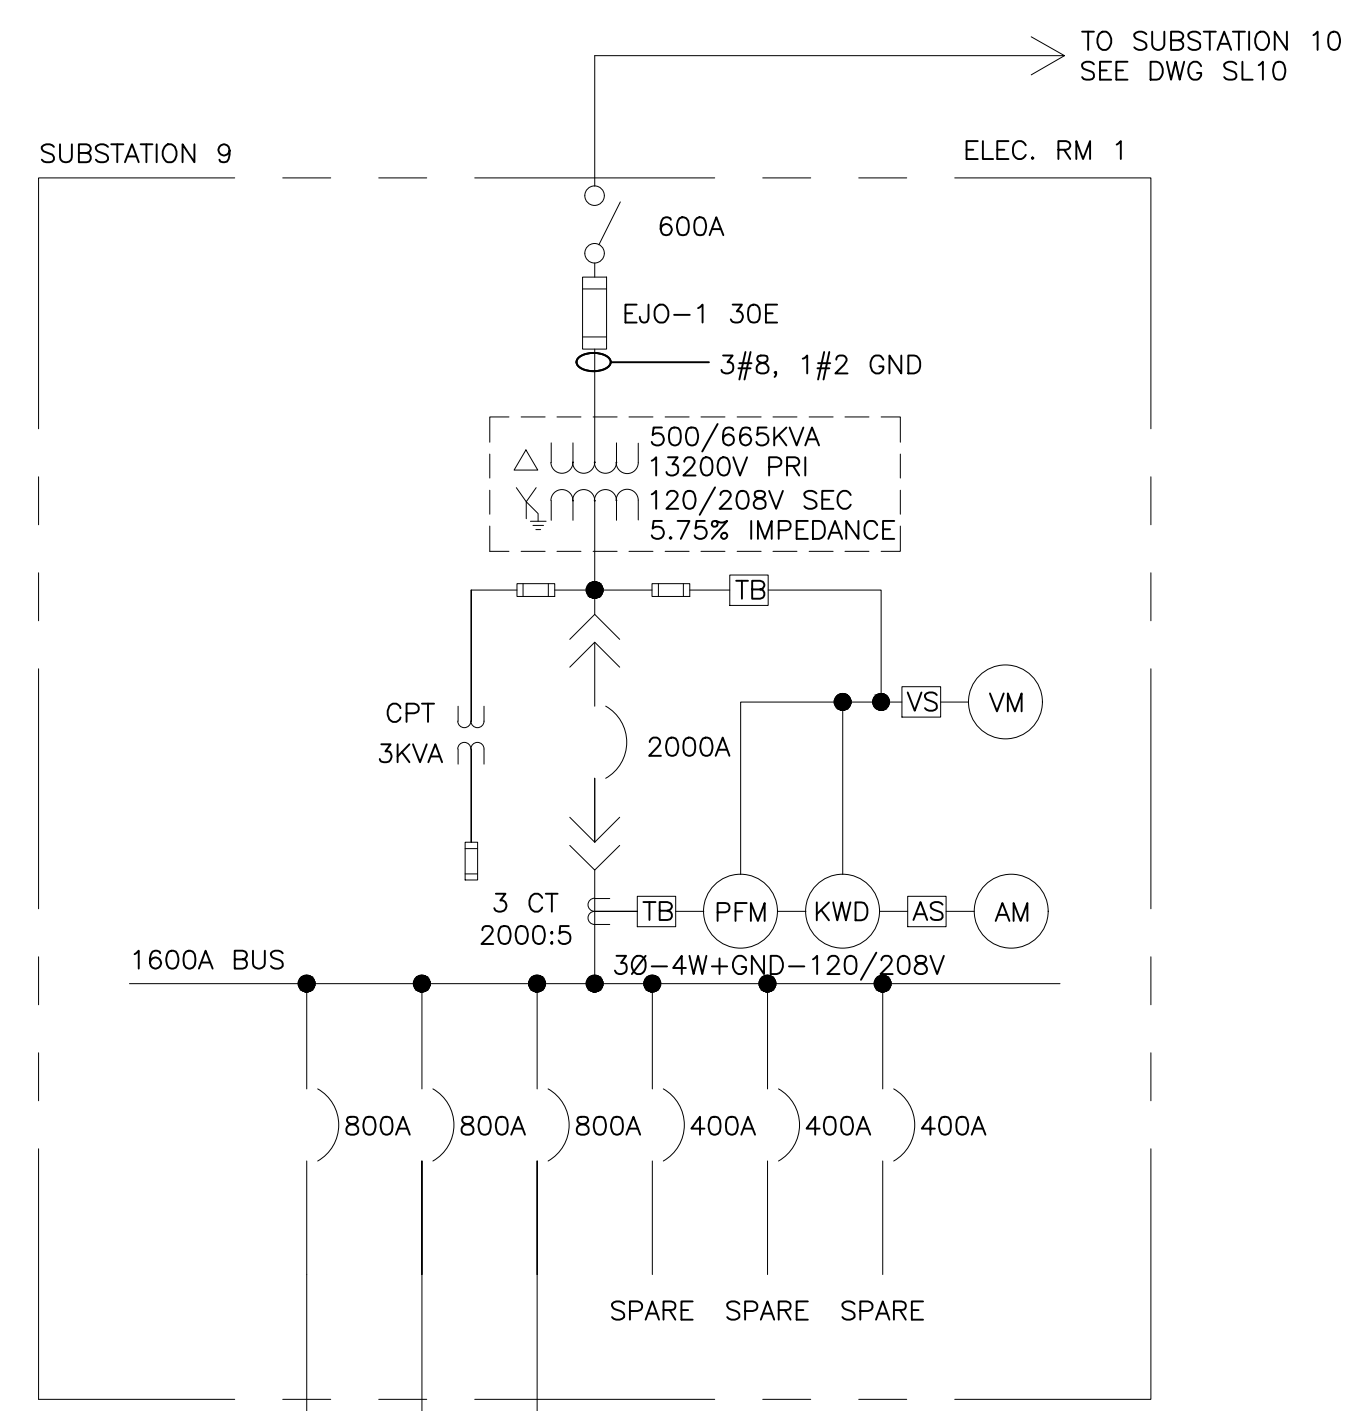 TO SUBSTATION 10
SEE DWG SL10
SUBSTATION 9
ELEC. RM 1
600A
EJO-1 30E
3#8, 1#2 GND
500/665KVA
13200V PRI
120/208V SEC
5.75% IMPEDANCE
TB
CPT
3KVA
2000A
VS
VM
3 CT
2000:5
TB
PFM
KWD
AS
AM
1600A BUS
3Ø-4W+GND-120/208V
800A
800A
800A
400A
400A
400A
SPARE
SPARE
SPARE